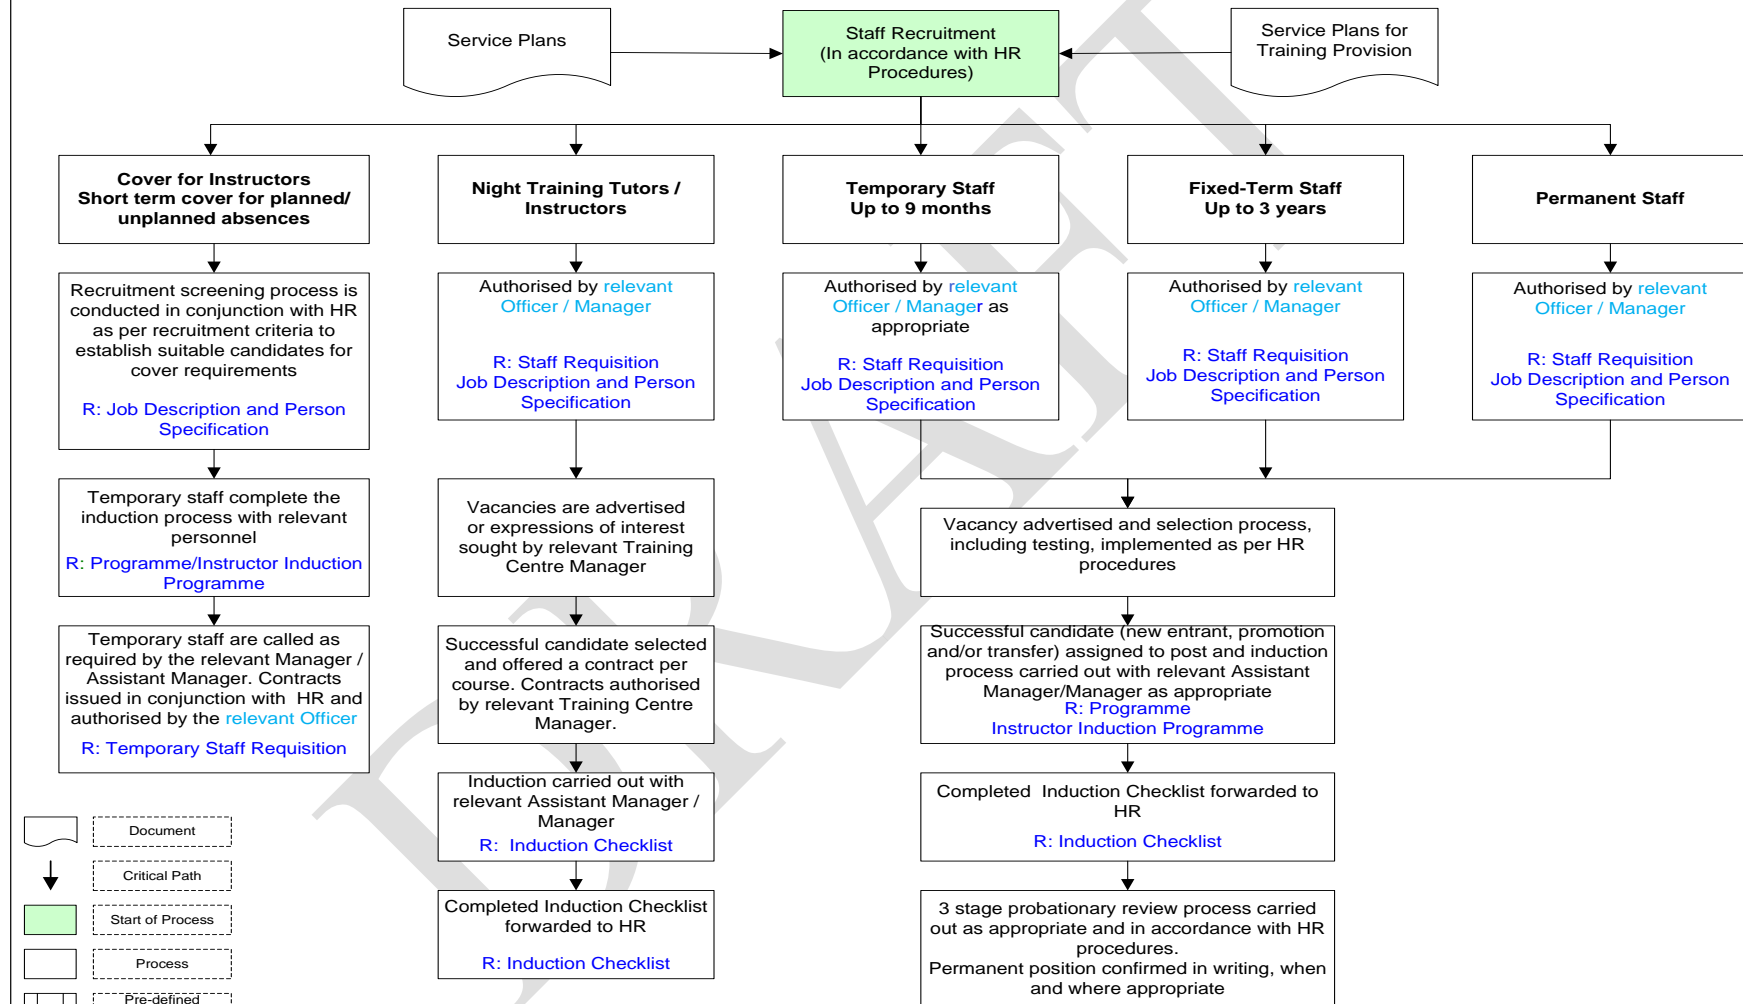 Service Plans
Staff Recruitment
(In accordance with HR
Procedures)
Service Plans for
Training Provision
Cover for Instructors
Short term cover for planned/
unplanned absences
Night Training Tutors /
Instructors
Temporary Staff
Up to 9 months
Fixed-Term Staff
Up to 3 years
Permanent Staff
Recruitment screening process is
conducted in conjunction with HR
as per recruitment criteria to
establish suitable candidates for
cover requirements
R: Job Description and Person
Specification
Authorised by relevant
Officer / Manager
R: Staff Requisition
Job Description and Person
Specification
Authorised by relevant
Officer / Manager as
appropriate
R: Staff Requisition
Job Description and Person
Specification
Authorised by relevant
Officer / Manager
R: Staff Requisition
Job Description and Person
Specification
Authorised by relevant
Officer / Manager
R: Staff Requisition
Job Description and Person
Specification
Temporary staff complete the
induction process with relevant
personnel
R: Programme/Instructor Induction
Programme
Vacancies are advertised
or expressions of interest
sought by relevant Training
Centre Manager
Vacancy advertised and selection process,
including testing, implemented as per HR
procedures
Temporary staff are called as
required by the relevant Manager /
Assistant Manager. Contracts
issued in conjunction with HR and
authorised by the relevant Officer
R: Temporary Staff Requisition
Successful candidate selected
and offered a contract per
course. Contracts authorised
by relevant Training Centre
Manager.
Successful candidate (new entrant, promotion
and/or transfer) assigned to post and induction
process carried out with relevant Assistant
Manager/Manager as appropriate
R: Programme
Instructor Induction Programme
Induction carried out with
relevant Assistant Manager /
Manager
R: Induction Checklist
Completed Induction Checklist forwarded to
HR
R: Induction Checklist
Completed Induction Checklist
forwarded to HR
R: Induction Checklist
3 stage probationary review process carried
out as appropriate and in accordance with HR
procedures.
Permanent position confirmed in writing, when
and where appropriate
Document
Critical Path
Start of Process
Process
Pre-defined
DRAFT